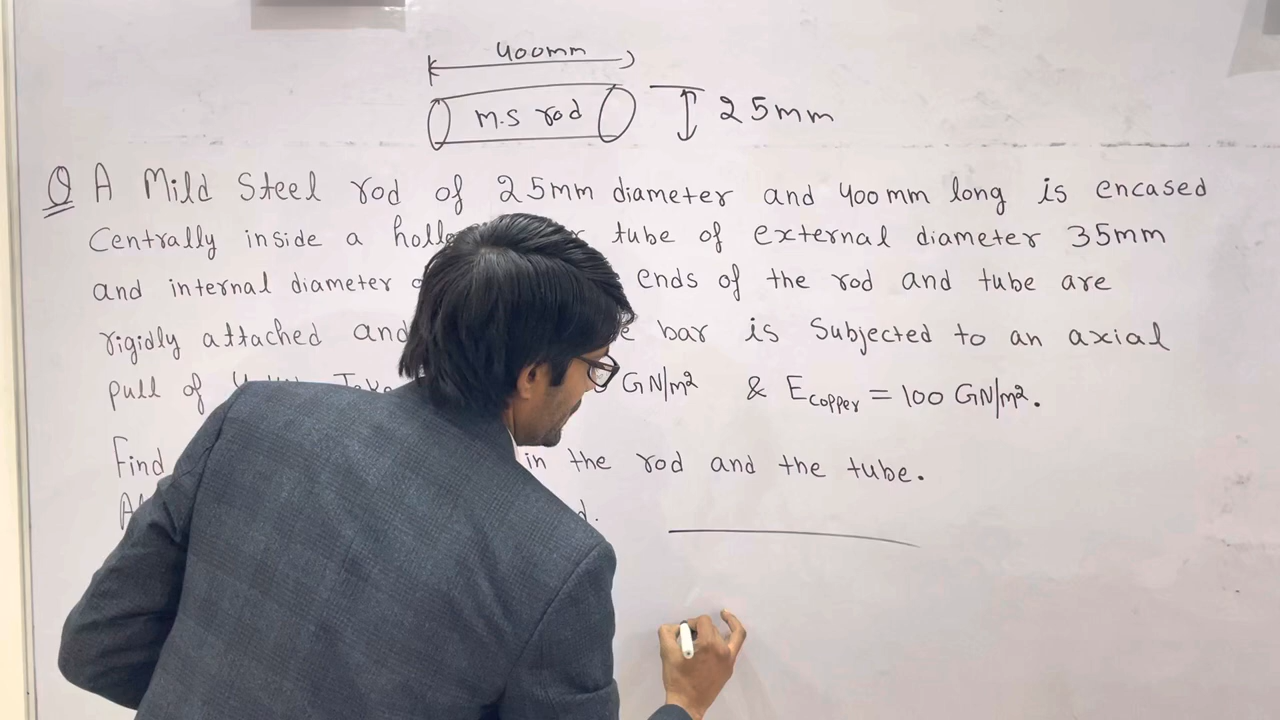 400mm
m.s rod
25mm
Q A Mild Steel rod of 25mm diameter and 400mm long is encased
Centrally inside a tube of external diameter 35mm
and internal diameter ends of the rod and tube are
rigidly attached and bar is Subjected to an axial
pull of GN/m² & Ecopper = 100 GN/m².
Find in the rod and the tube.